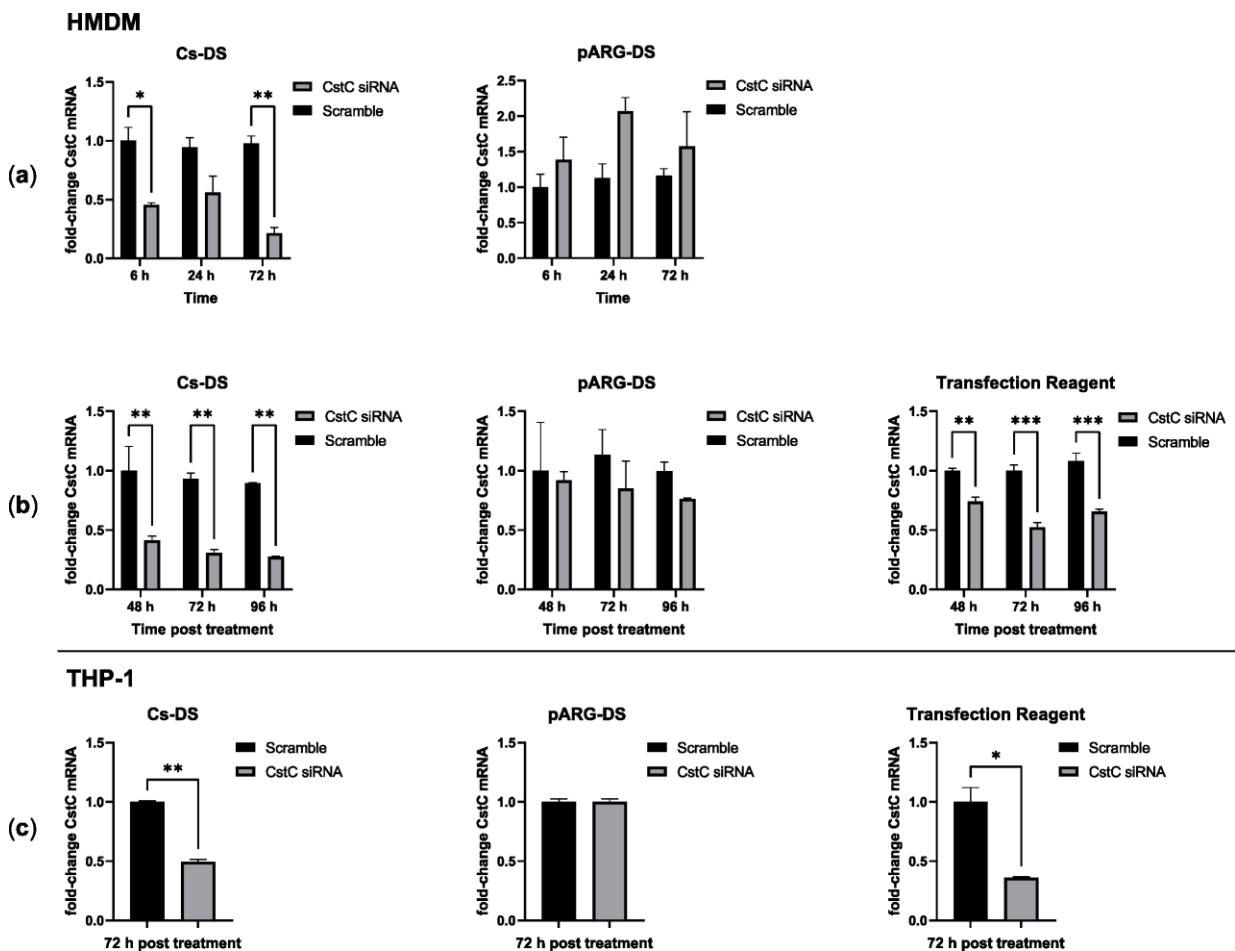 HMDM
Cs-DS
pARG-DS
(a)
fold-change CstC mRNA
1.5
1.0
0.5
0.0
* **
CstC siRNA
Scramble
6 h 24 h 72 h
Time
fold-change CstC mRNA
2.5
2.0
1.5
1.0
0.5
0.0
CstC siRNA
Scramble
6 h 24 h 72 h
Time
(b)
Cs-DS
fold-change CstC mRNA
1.5
1.0
0.5
0.0
** ** **
CstC siRNA
Scramble
48 h 72 h 96 h
Time post treatment
pARG-DS
fold-change CstC mRNA
1.5
1.0
0.5
0.0
CstC siRNA
Scramble
48 h 72 h 96 h
Time post treatment
Transfection Reagent
fold-change CstC mRNA
1.5
1.0
0.5
0.0
** *** ***
CstC siRNA
Scramble
48 h 72 h 96 h
Time post treatment
THP-1
(c)
Cs-DS
fold-change CstC mRNA
1.5
1.0
0.5
0.0
**
Scramble
CstC siRNA
72 h post treatment
pARG-DS
fold-change CstC mRNA
1.5
1.0
0.5
0.0
Scramble
CstC siRNA
72 h post treatment
Transfection Reagent
fold-change CstC mRNA
1.5
1.0
0.5
0.0
*
Scramble
CstC siRNA
72 h post treatment